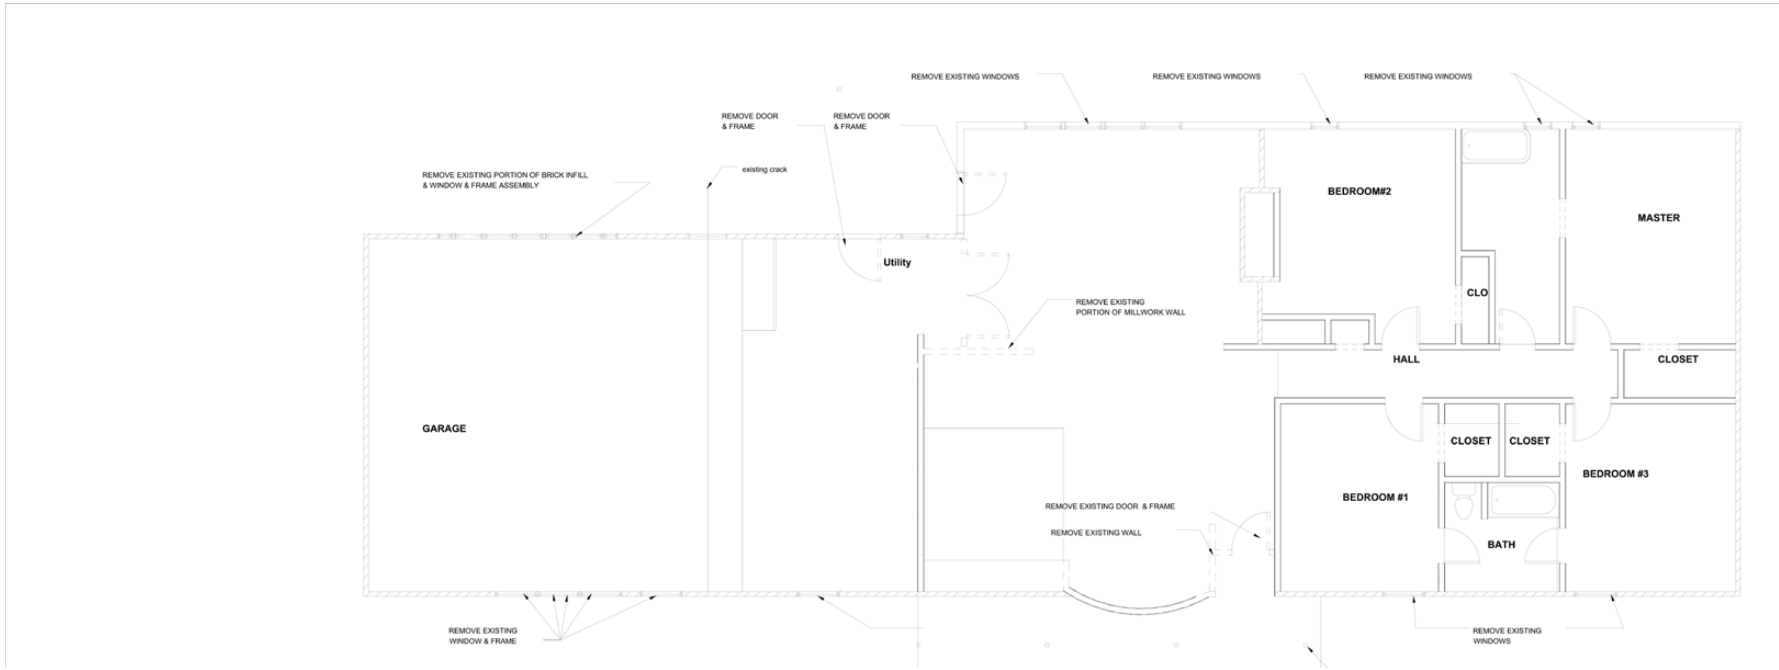 REMOVE EXISTING WINDOWS
REMOVE EXISTING WINDOWS
REMOVE EXISTING WINDOWS
REMOVE DOOR
& FRAME
REMOVE DOOR
& FRAME
existing crack
REMOVE EXISTING PORTION OF BRICK INFILL
& WINDOW & FRAME ASSEMBLY
BEDROOM#2
MASTER
Utility
CLO
REMOVE EXISTING
PORTION OF MILLWORK WALL
HALL
CLOSET
GARAGE
CLOSET
CLOSET
BEDROOM #3
BEDROOM #1
REMOVE EXISTING DOOR & FRAME
REMOVE EXISTING WALL
BATH
REMOVE EXISTING
WINDOW & FRAME
REMOVE EXISTING
WINDOWS